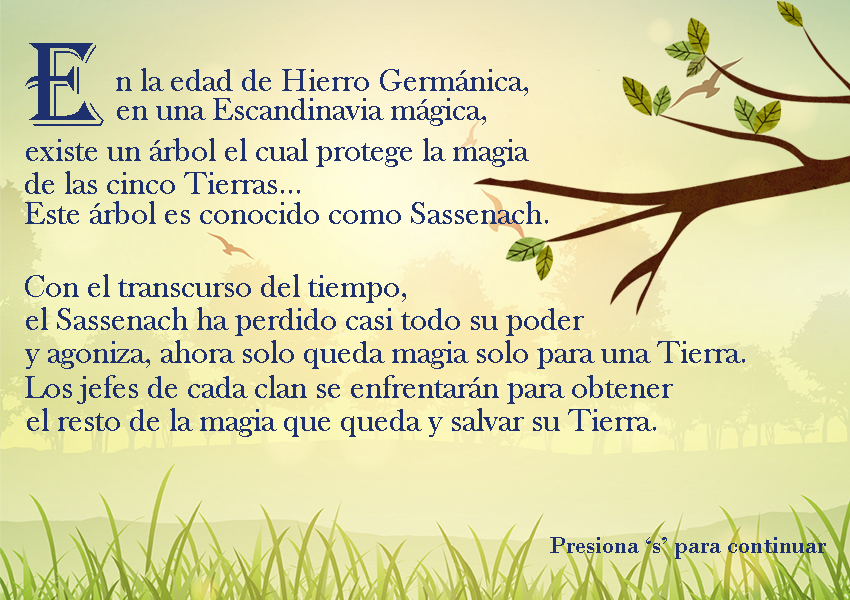 En la edad de Hierro Germánica,
en una Escandinavia mágica,
existe un árbol el cual protege la magia
de las cinco Tierras...
Este árbol es conocido como Sassenach.
Con el transcurso del tiempo,
el Sassenach ha perdido casi todo su poder
y agoniza, ahora solo queda magia solo para una Tierra.
Los jefes de cada clan se enfrentarán para obtener
el resto de la magia que queda y salvar su Tierra.
Presiona ‘s’ para continuar